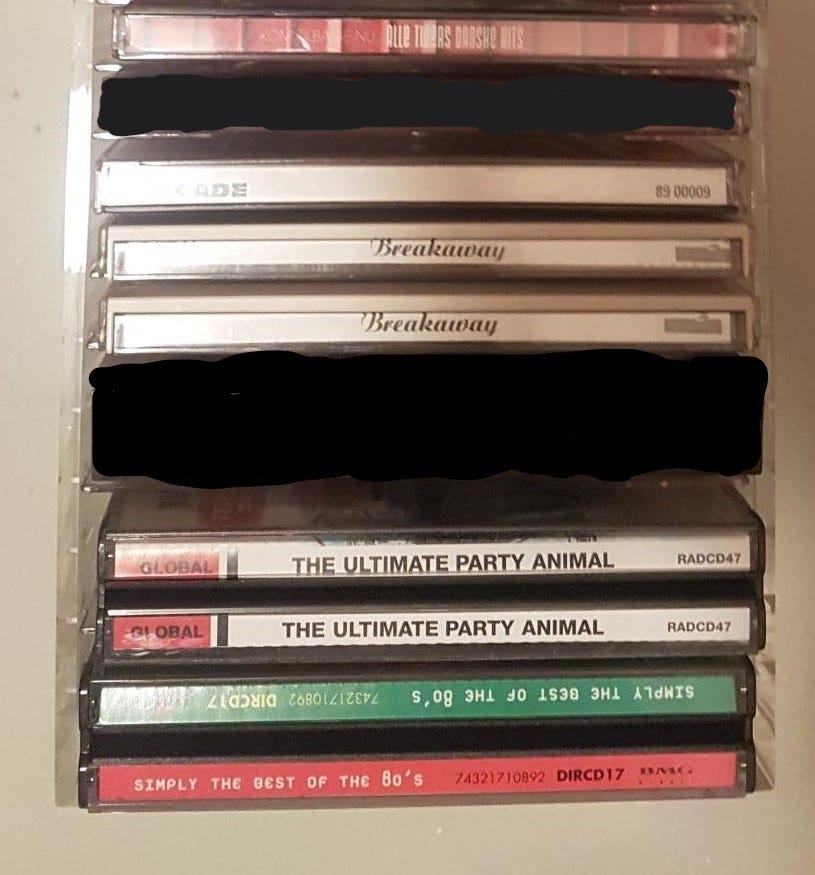 ALLE TIDERS DANSKE HITS
ADE 89 00009
Breakaway
Breakaway
GLOBAL THE ULTIMATE PARTY ANIMAL RADCD47
GLOBAL THE ULTIMATE PARTY ANIMAL RADCD47
SIMPLY THE BEST OF THE 80'S 74321710892 DIRCD17
SIMPLY THE BEST OF THE 80'S 74321710892 DIRCD17 BMG